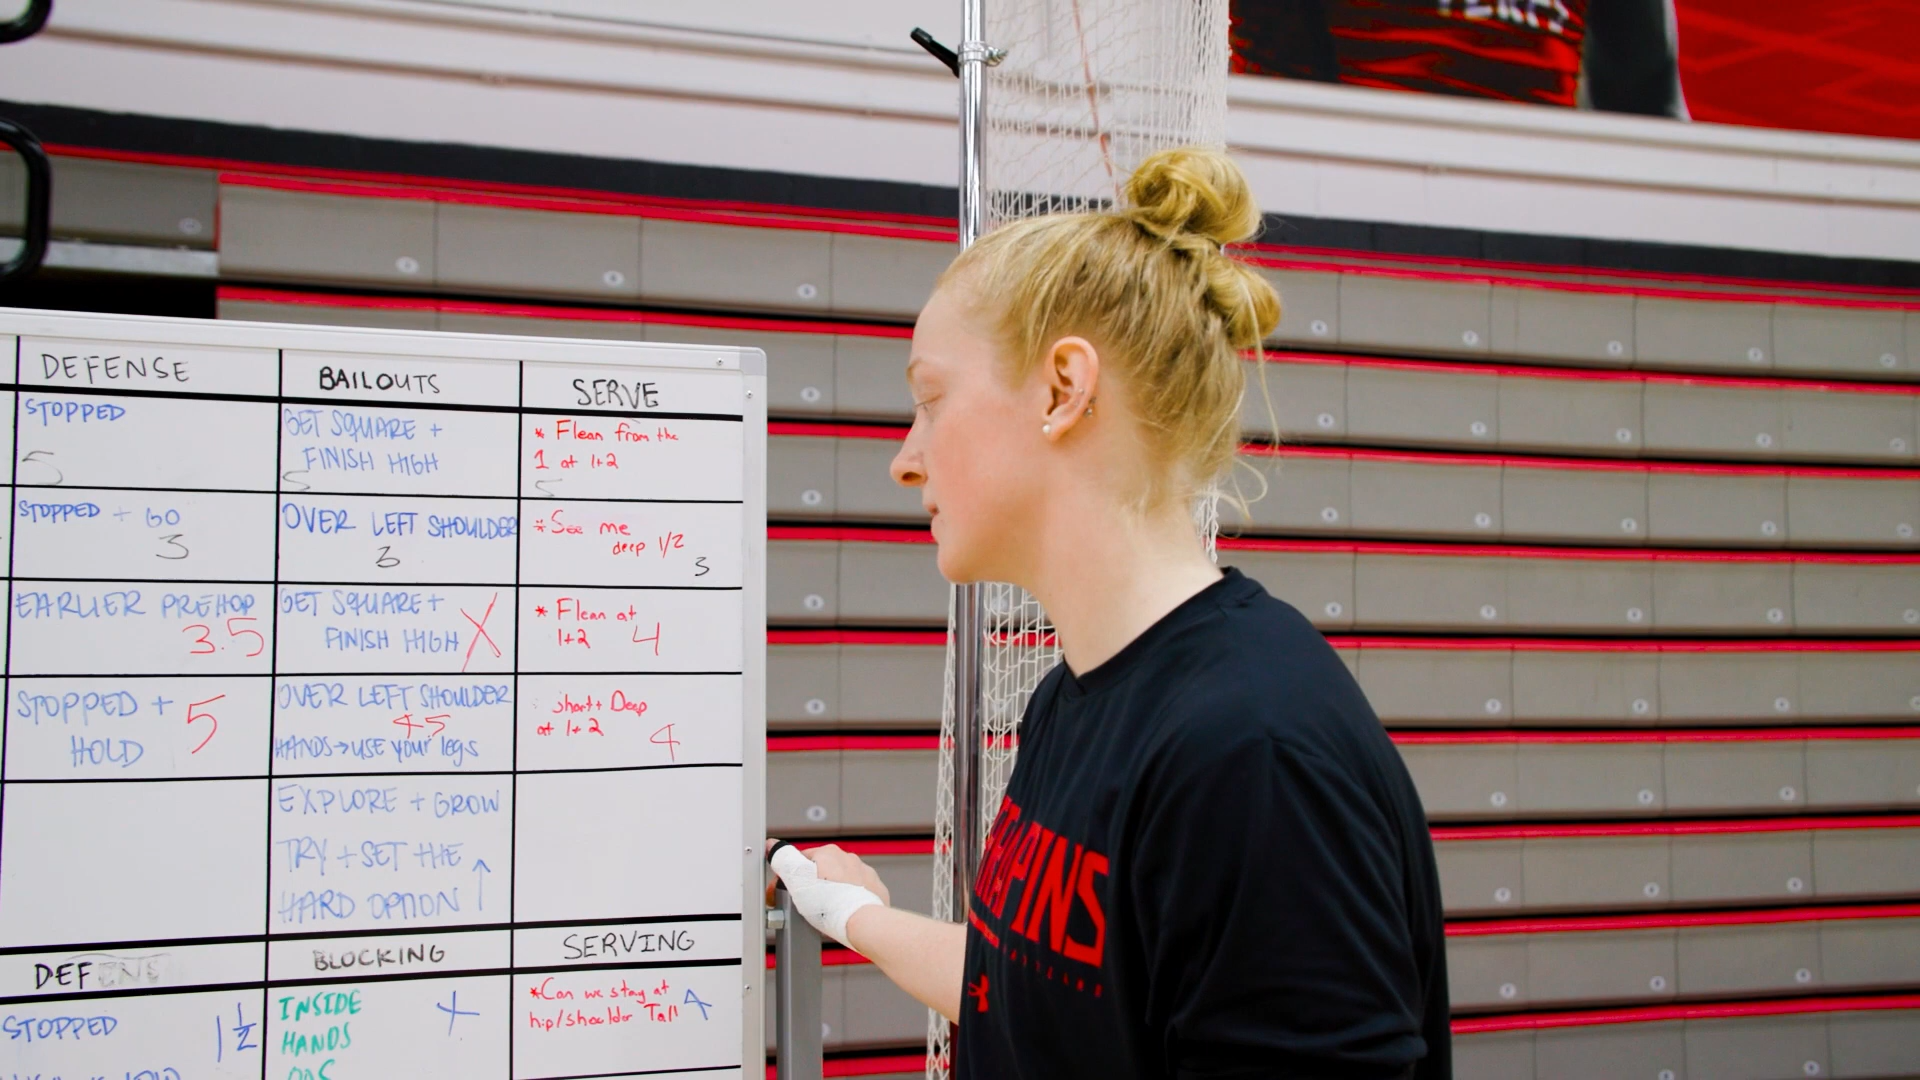 DEFENSE
BAILOUTS
SERVE
STOPPED
5
GET SQUARE +
FINISH HIGH
5
* Flean from the
1 at 1+2
5
STOPPED + GO
3
OVER LEFT SHOULDER
3
*See me
deep 1/2
3
EARLIER PREHOP
3.5
GET SQUARE+
FINISH HIGH X
* Flean at
1+2 4
STOPPED +
HOLD 5
OVER LEFT SHOULDER
4.5
HANDS→USE your legs
short+ Deep
at 1+2
4
EXPLORE + GROW
TRY + SET THE
HARD OPTION ↑
DEFENS
BLOCKING
SERVING
STOPPED 1 1/2
INSIDE
HANDS
*Can we stay at
hip/shoulder Tall 4
RAPINS